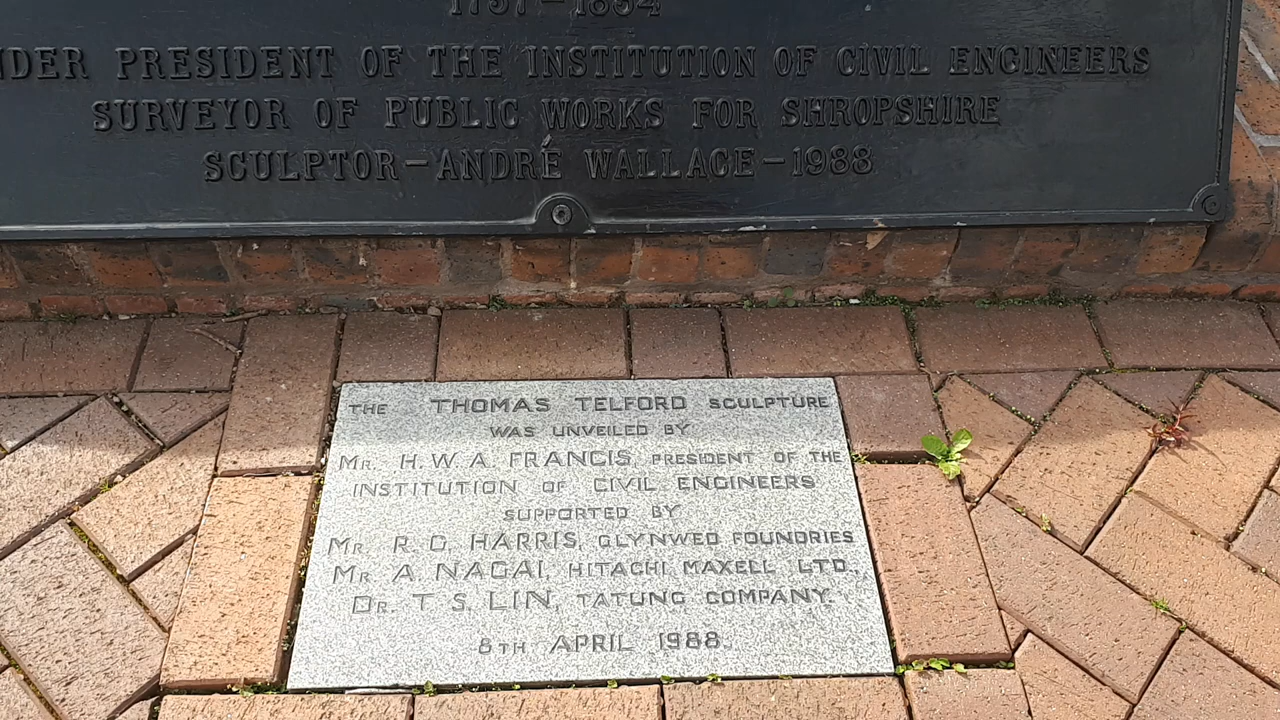 1757–1834
NDER PRESIDENT OF THE INSTITUTION OF CIVIL ENGINEERS
SURVEYOR OF PUBLIC WORKS FOR SHROPSHIRE
SCULPTOR – ANDRÉ WALLACE – 1988
THE THOMAS TELFORD SCULPTURE
WAS UNVEILED BY
Mr. H.W.A. FRANCIS, PRESIDENT OF THE
INSTITUTION OF CIVIL ENGINEERS
SUPPORTED BY
Mr. R. G. HARRIS, GLYNWED FOUNDRIES
Mr A. NAGAI, HITACHI MAXELL LTD.,
Dr. T. S. LIN, TATUNG COMPANY.
8TH APRIL 1988.